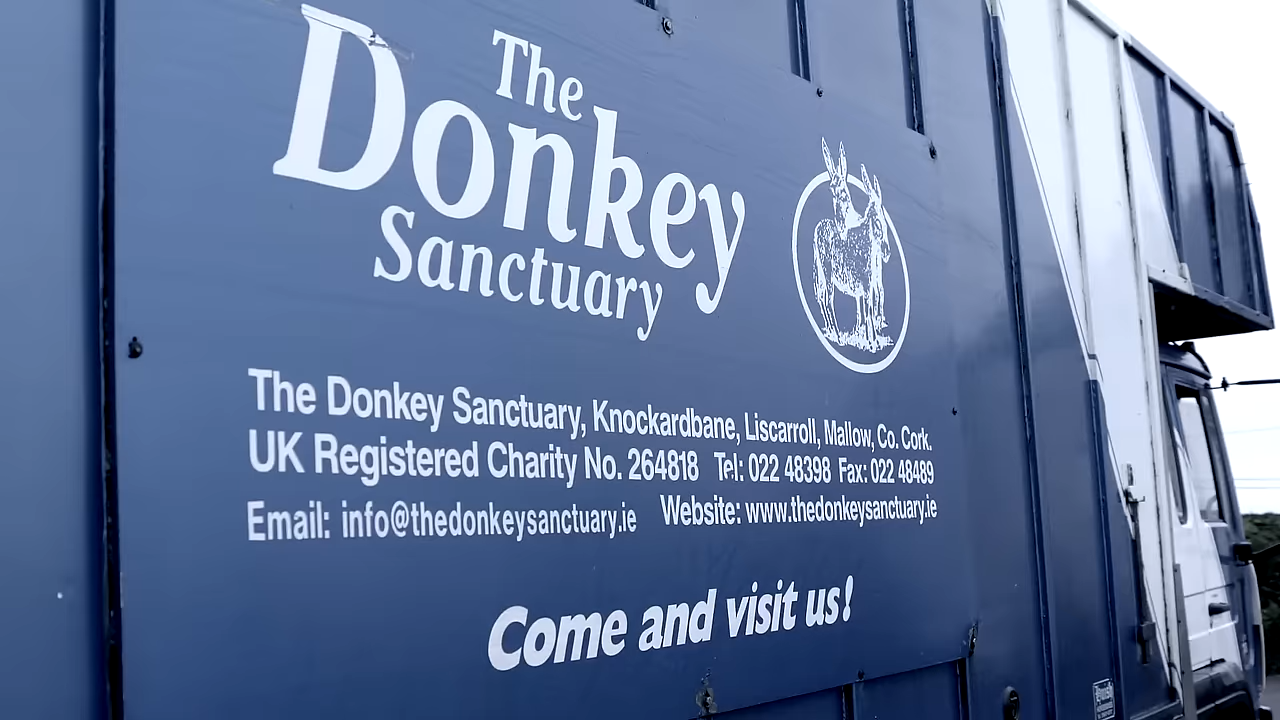 The
Donkey
Sanctuary
The Donkey Sanctuary, Knockardbane, Liscarroll, Mallow, Co. Cork.
UK Registered Charity No. 264818 Tel: 022 48398 Fax: 022 48489
Email: info@thedonkeysanctuary.ie Website: www.thedonkeysanctuary.ie
Come and visit us!